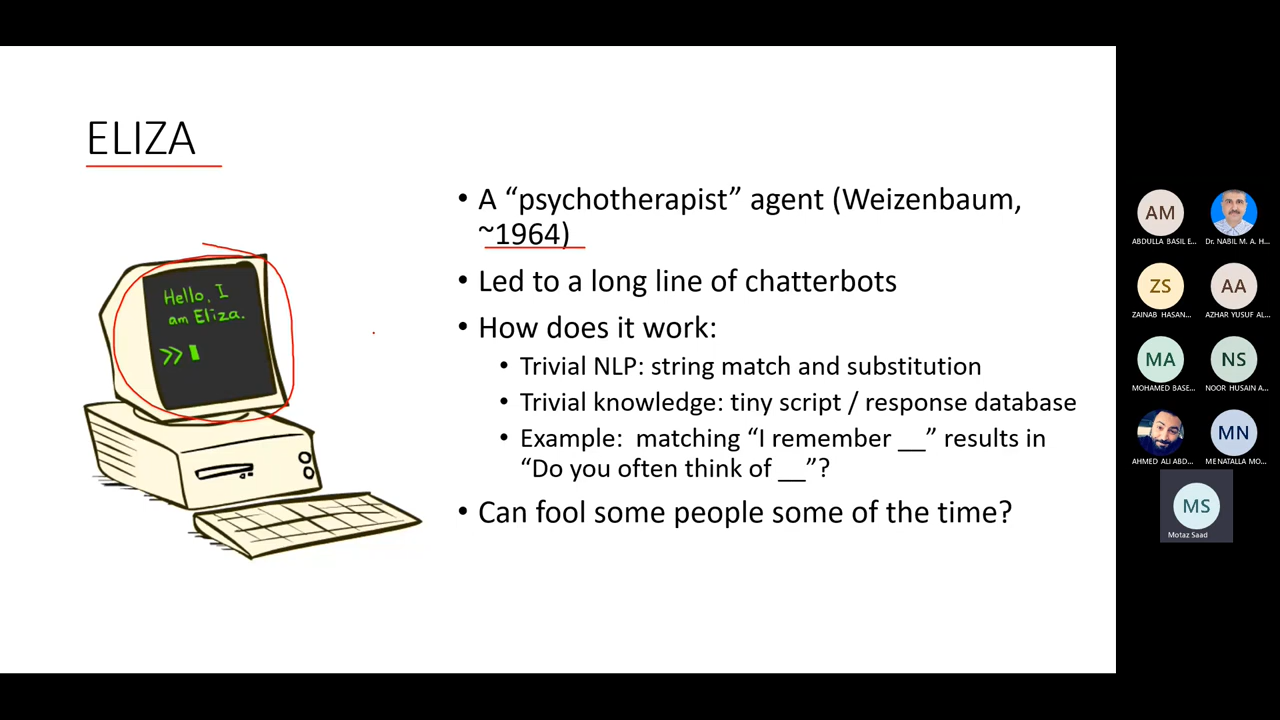 ELIZA
• A “psychotherapist” agent (Weizenbaum,
~1964)
• Led to a long line of chatterbots
• How does it work:
• Trivial NLP: string match and substitution
• Trivial knowledge: tiny script / response database
• Example:  matching “I remember __” results in
“Do you often think of __”?
• Can fool some people some of the time?
Hello, I
am Eliza.
>>
AM
ABDULLA BASIL E...
Dr. NABIL M. A. H...
ZS
AA
ZAINAB HASAN...
AZHAR YUSUF AL...
MA
NS
MOHAMED BASE...
NOOR HUSAIN A...
MN
AHMED ALI ABD...
MENATALLA MO...
MS
Motaz Saad